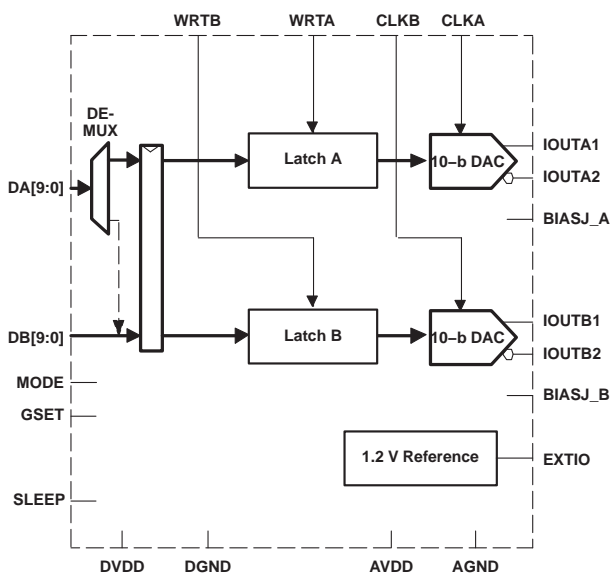 WRTB WRTA CLKB CLKA
DE-
MUX
Latch A
10–b DAC
IOUTA1
IOUTA2
DA[9:0]
BIASJ_A
Latch B
10–b DAC
IOUTB1
DB[9:0]
IOUTB2
MODE
BIASJ_B
GSET
1.2 V Reference
EXTIO
SLEEP
DVDD DGND AVDD AGND